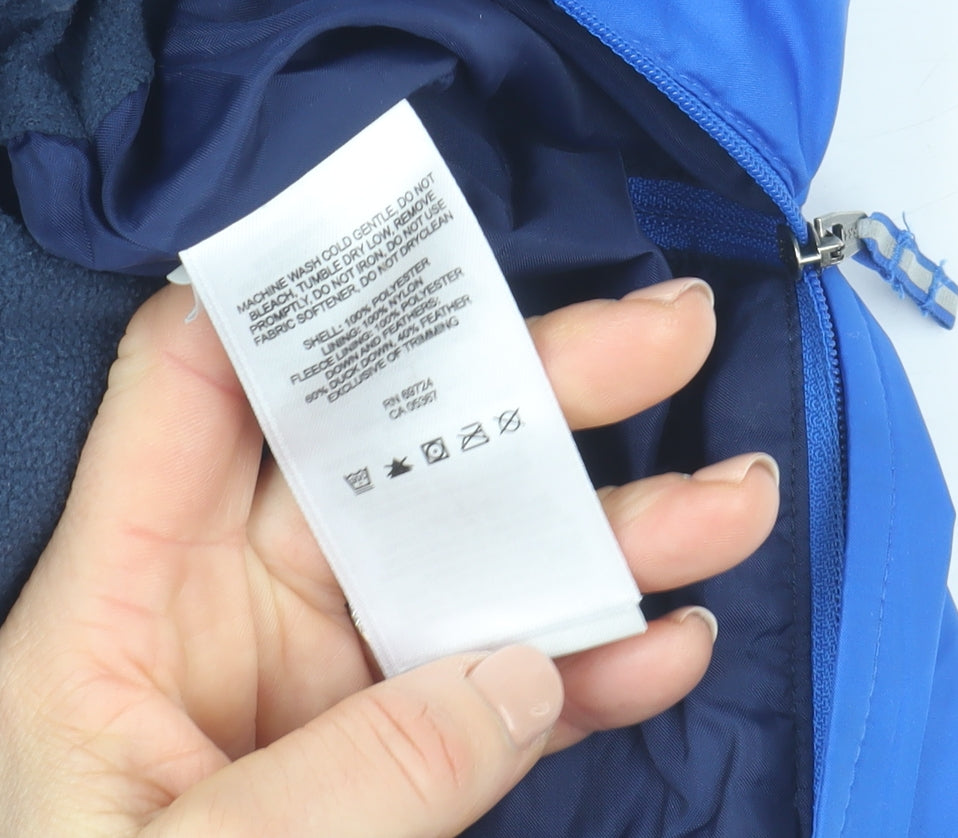 MACHINE WASH COLD GENTLE, DO NOT
BLEACH, TUMBLE DRY LOW, REMOVE
PROMPTLY, DO NOT IRON, DO NOT USE
FABRIC SOFTENER, DO NOT DRYCLEAN
SHELL: 100% POLYESTER
LINING: 100% NYLON
FLEECE LINING: 100% POLYESTER
DOWN AND FEATHERS:
60% DUCK DOWN, 40% FEATHER
EXCLUSIVE OF TRIMMING
RN 69724
CA 05367